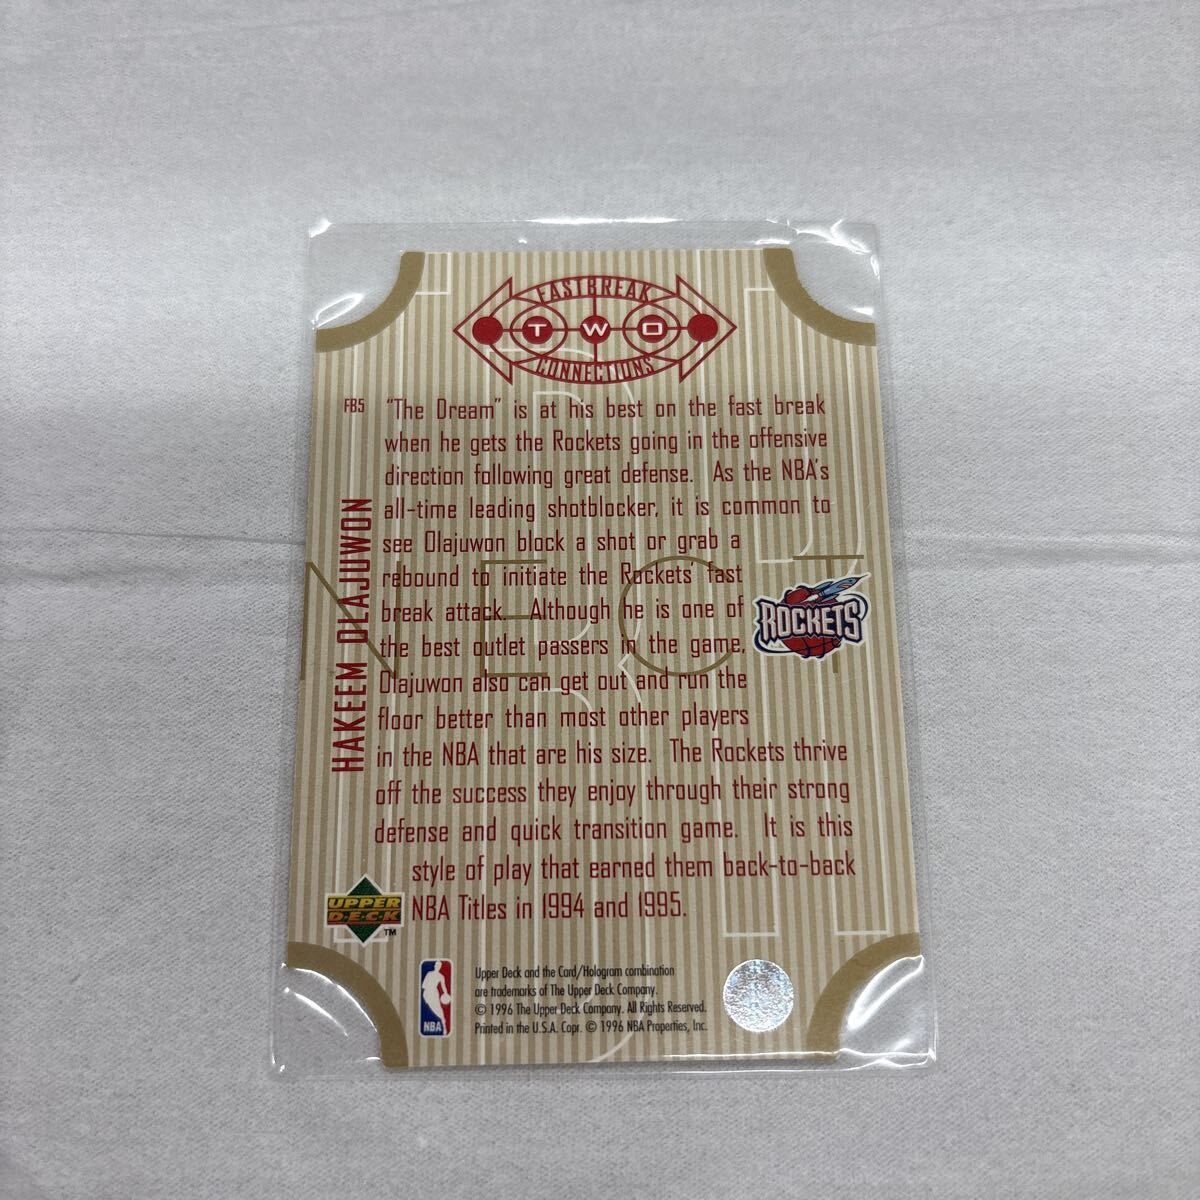 FASTBREAK
TWO
CONNECTIONS
FB5
HAKEEM OLAJUWON
"The Dream" is at his best on the fast break
when he gets the Rockets going in the offensive
direction following great defense. As the NBA's
all-time leading shotblocker, it is common to
see Olajuwon block a shot or grab a
rebound to initiate the Rockets' fast
break attack. Although he is one of
the best outlet passers in the game,
Olajuwon also can get out and run the
floor better than most other players
in the NBA that are his size. The Rockets thrive
off the success they enjoy through their strong
defense and quick transition game. It is this
style of play that earned them back-to-back
NBA Titles in 1994 and 1995.
NECT
ROCKETS
UPPER
DECK
TM
NBA
Upper Deck and the Card/Hologram combination
are trademarks of The Upper Deck Company.
© 1996 The Upper Deck Company. All Rights Reserved.
Printed in the U.S.A. Copr. © 1996 NBA Properties, Inc.